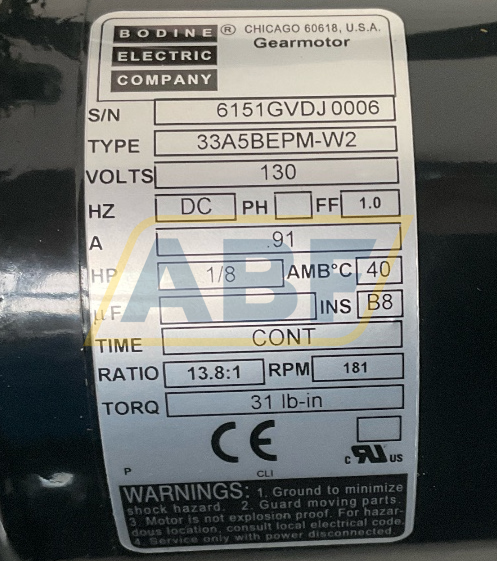 BODINE ® CHICAGO 60618, U.S.A.
ELECTRIC Gearmotor
COMPANY
S/N 6151GVDJ0006
TYPE 33A5BEPM-W2
VOLTS 130
HZ DC PH FF 1.0
A .91
HP 1/8 AMB°C 40
µF INS B8
TIME CONT
RATIO 13.8:1 RPM 181
TORQ 31 lb-in
CE c RU US
P CLI
WARNINGS: 1. Ground to minimize
shock hazard. 2. Guard moving parts.
3. Motor is not explosion proof. For hazar-
dous location, consult local electrical code.
4. Service only with power disconnected.
ABF